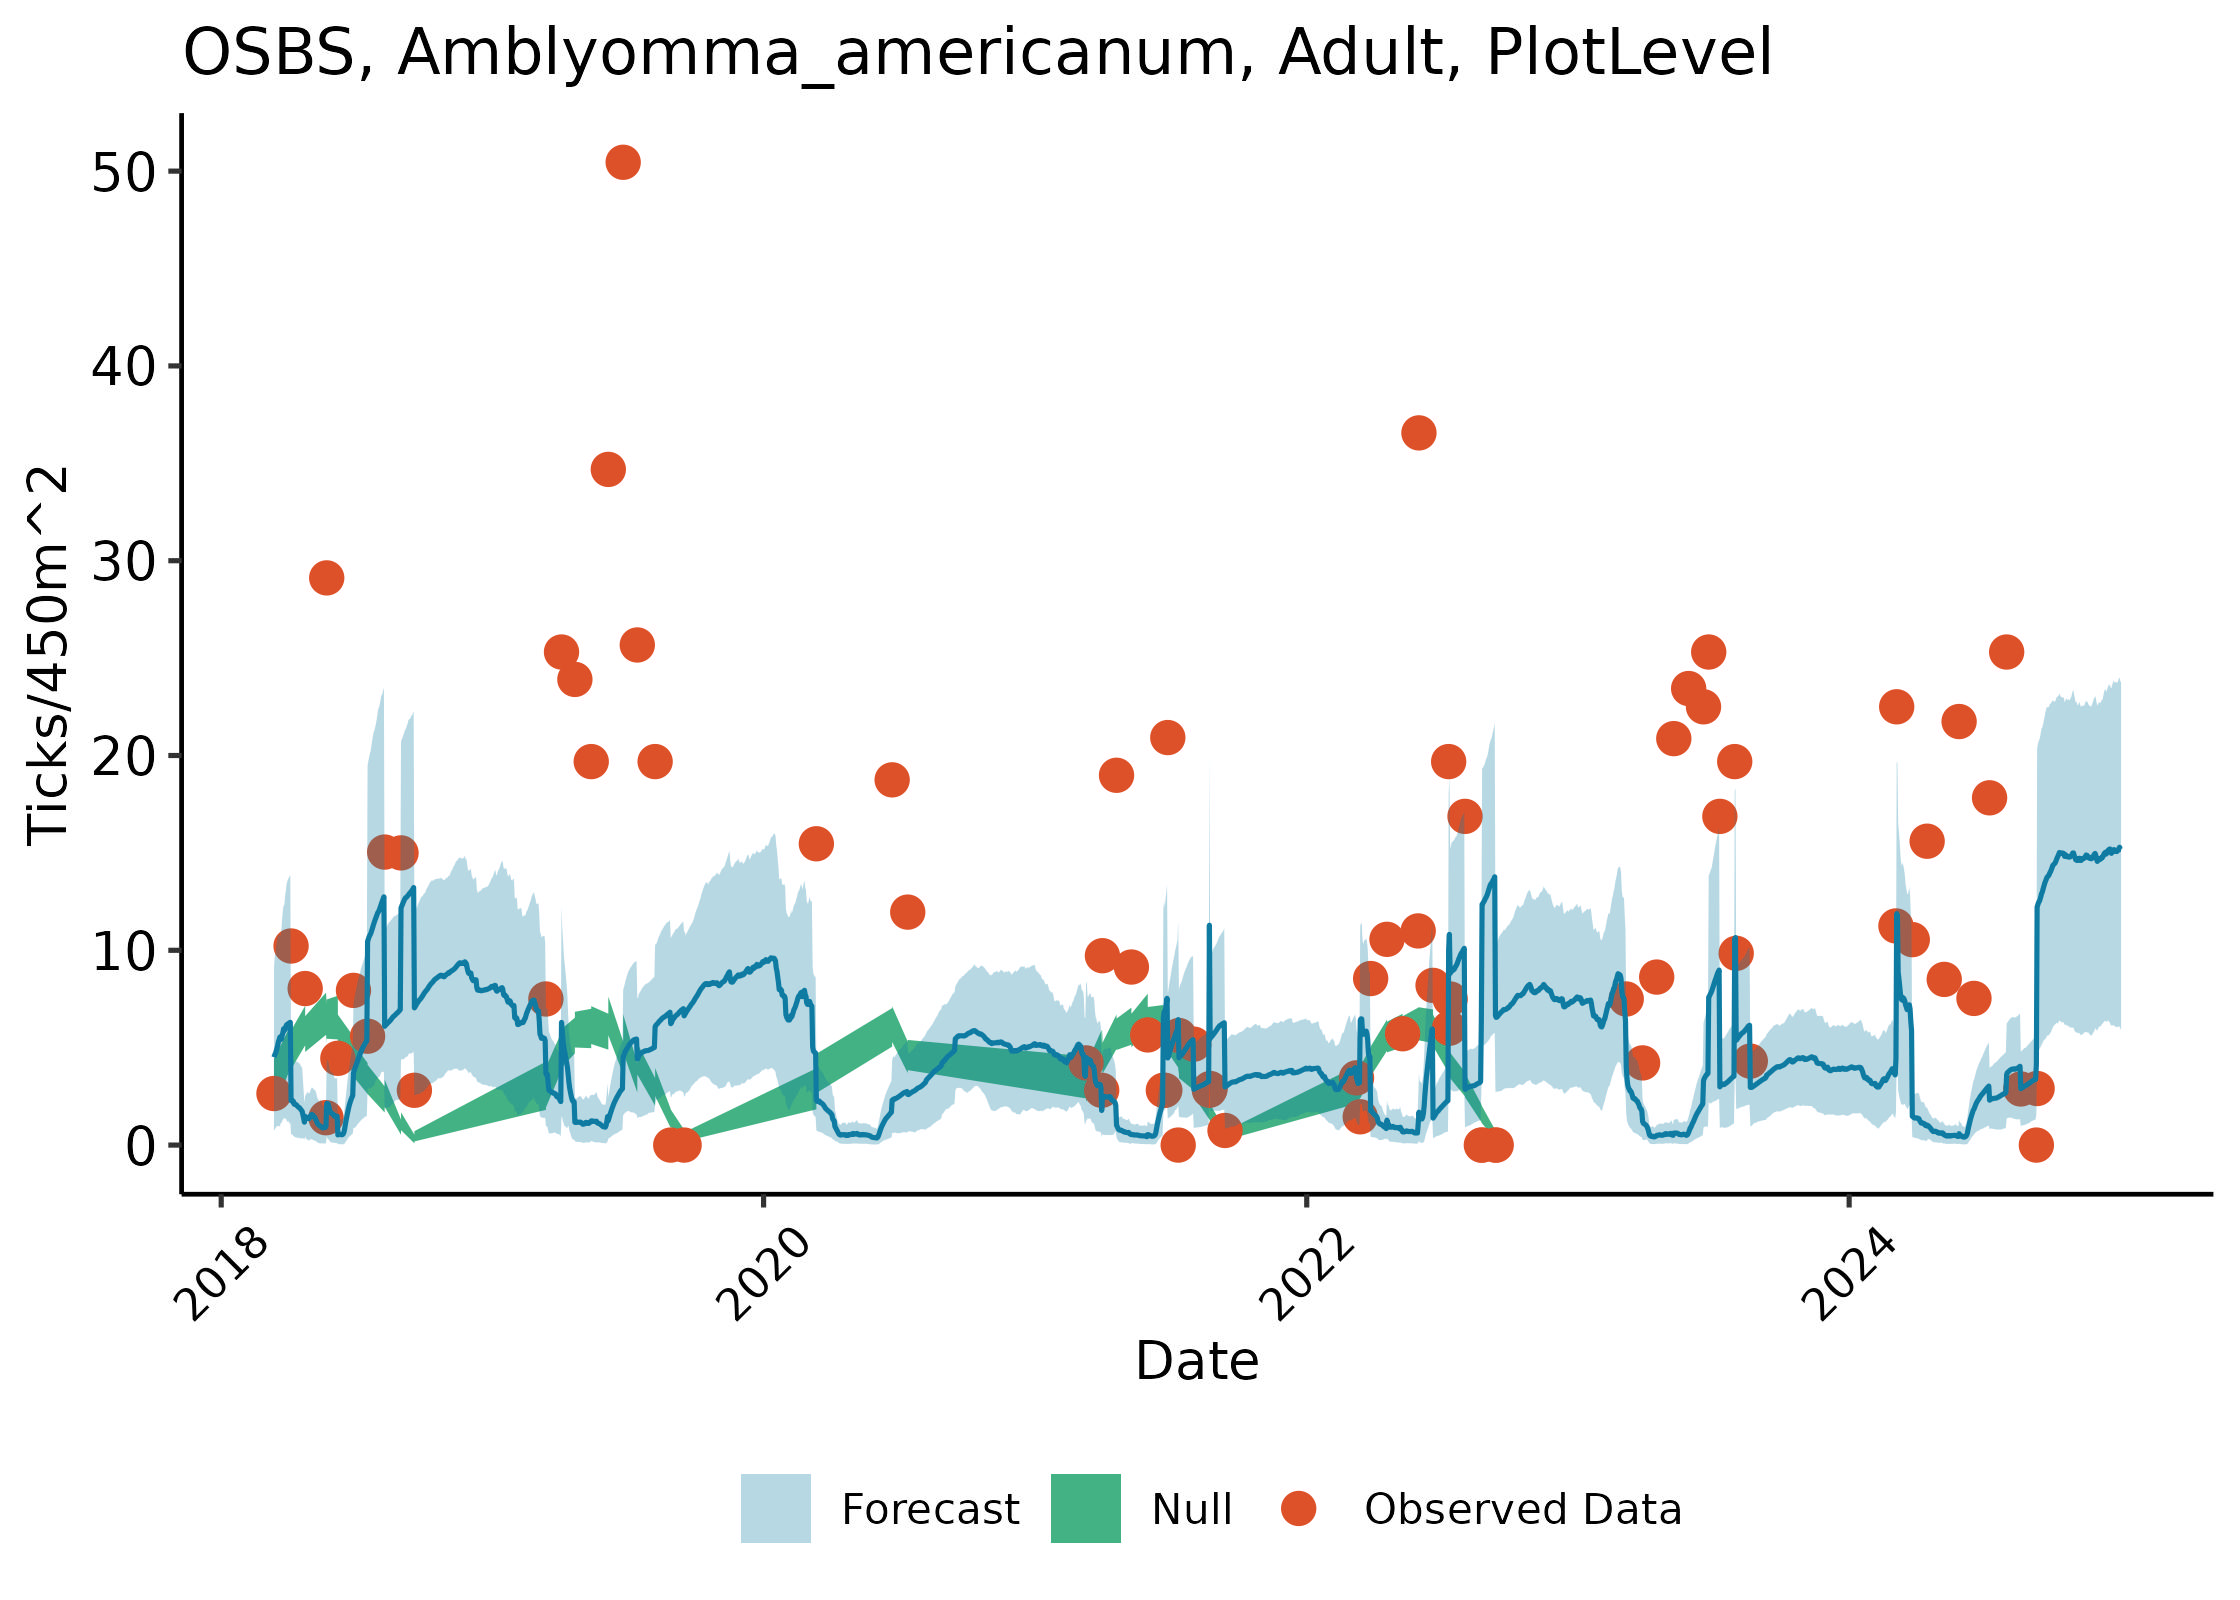 OSBS, Amblyomma_americanum, Adult, PlotLevel
Ticks/450m^2
50
40
30
20
10
0
2018
2020
2022
2024
Date
Forecast
Null
Observed Data